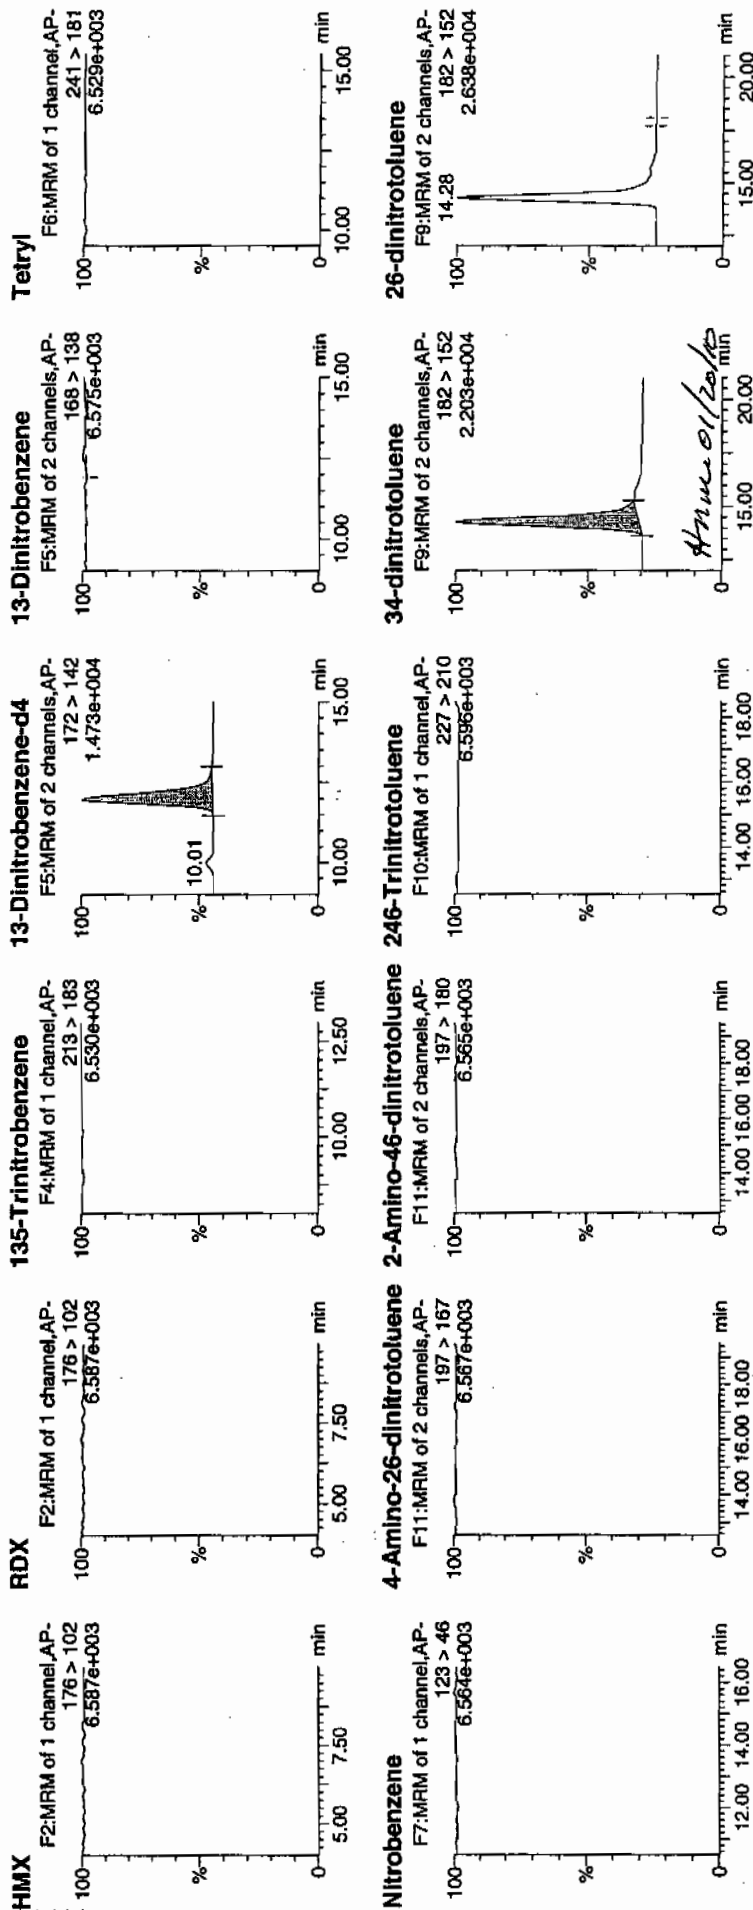 HMX
F2:MRM of 1 channel,AP-
176 > 102
6.587e+003
100
%
0
5.00 7.50 min
RDX
F2:MRM of 1 channel,AP-
176 > 102
6.587e+003
100
%
0
5.00 7.50 min
135-Trinitrobenzene
F4:MRM of 1 channel,AP-
213 > 183
6.530e+003
100
%
0
10.00 12.50 min
13-Dinitrobenzene-d4
F5:MRM of 2 channels,AP-
172 > 142
1.473e+004
100
10.01
%
0
10.00 15.00 min
13-Dinitrobenzene
F5:MRM of 2 channels,AP-
168 > 138
6.575e+003
100
%
0
10.00 15.00 min
Tetryl
F6:MRM of 1 channel,AP-
241 > 181
6.529e+003
100
%
0
10.00 15.00 min
Nitrobenzene
F7:MRM of 1 channel,AP-
123 > 46
6.564e+003
100
%
0
12.00 14.00 16.00 min
4-Amino-26-dinitrotoluene
F11:MRM of 2 channels,AP-
197 > 167
6.567e+003
100
%
0
14.00 16.00 18.00 min
2-Amino-46-dinitrotoluene
F11:MRM of 2 channels,AP-
197 > 180
6.565e+003
100
%
0
14.00 16.00 18.00 min
246-Trinitrotoluene
F10:MRM of 1 channel,AP-
227 > 210
6.596e+003
100
%
0
14.00 16.00 18.00 min
34-dinitrotoluene
F9:MRM of 2 channels,AP-
182 > 152
2.203e+004
100
%
0
15.00 20.00 min
01/20/10
26-dinitrotoluene
F9:MRM of 2 channels,AP-
182 > 152
2.638e+004
100
14.28
%
0
15.00 20.00 min